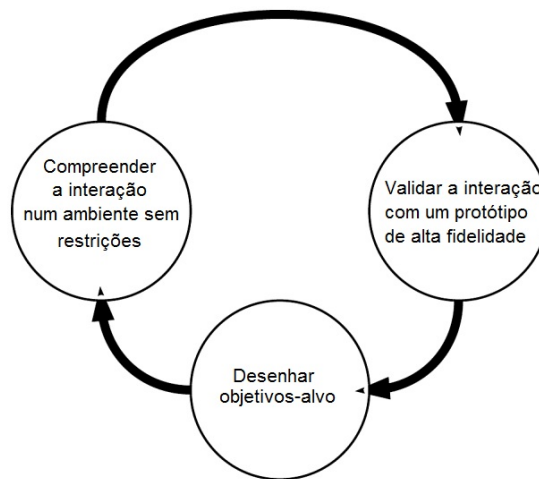 Compreender
a interação
num ambiente sem
restrições
Validar a interação
com um protótipo
de alta fidelidade
Desenhar
objetivos-alvo